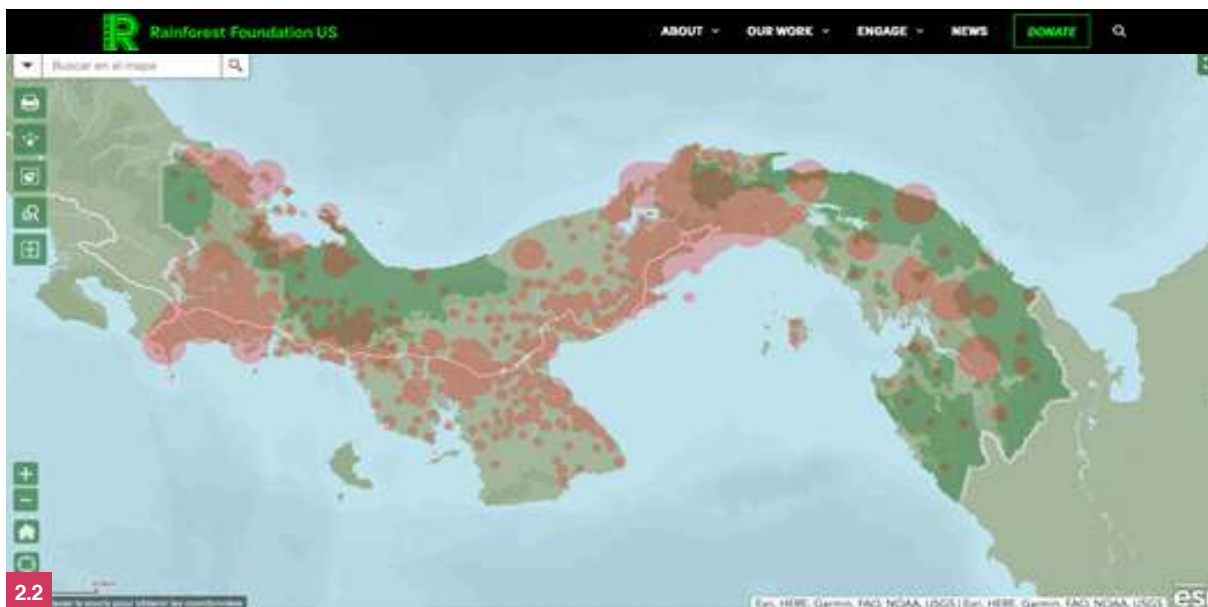 Rainforest Foundation US
ABOUT
OUR WORK
ENGAGE
NEWS
DONATE
Buscar en el mapa
2.2
Esri, HERE, Garmin, FAO, NOAA, USGS | Esri, HERE, Garmin, FAO, NOAA, USGS
esri